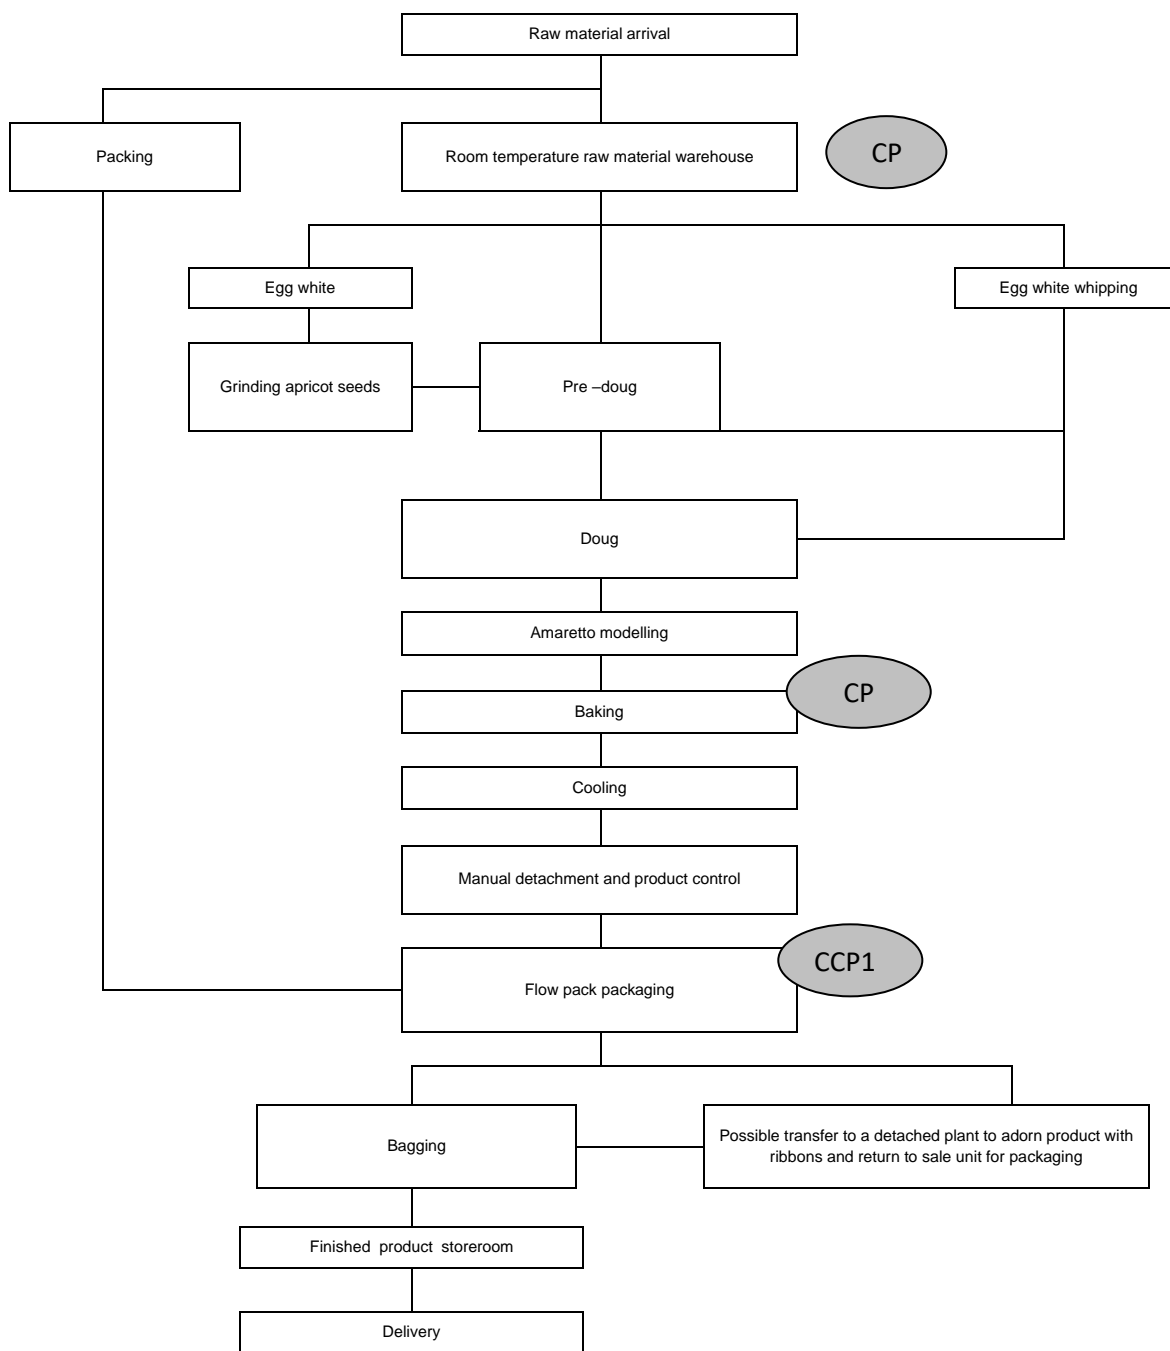 Raw material arrival
Packing
Room temperature raw material warehouse
CP
Egg white
Egg white whipping
Grinding apricot seeds
Pre –doug
Doug
Amaretto modelling
CP
Baking
Cooling
Manual detachment and product control
CCP1
Flow pack packaging
Bagging
Possible transfer to a detached plant to adorn product with
ribbons and return to sale unit for packaging
Finished product storeroom
Delivery